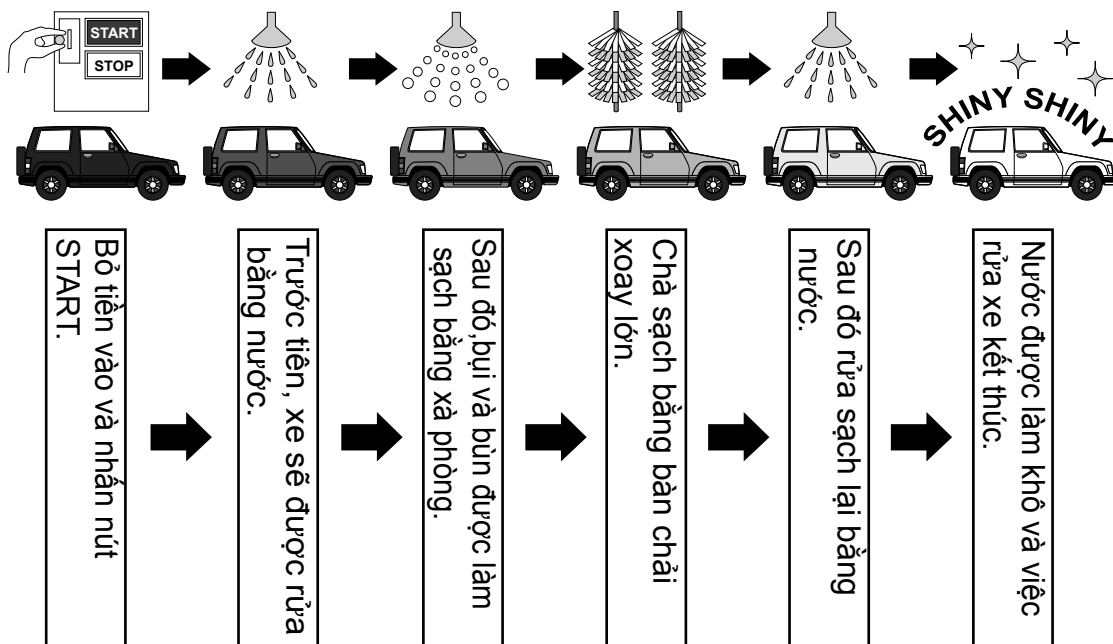 START
STOP
SHINY SHINY
Bỏ tiền vào và nhấn nút
START.
Trước tiên, xe sẽ được rửa
bằng nước.
Sau đó,bụi và bùn được làm
sạch bằng xà phòng.
Chà sạch bằng bàn chải
xoay lớn.
Sau đó rửa sạch lại bằng
nước.
Nước được làm khô và việc
rửa xe kết thúc.